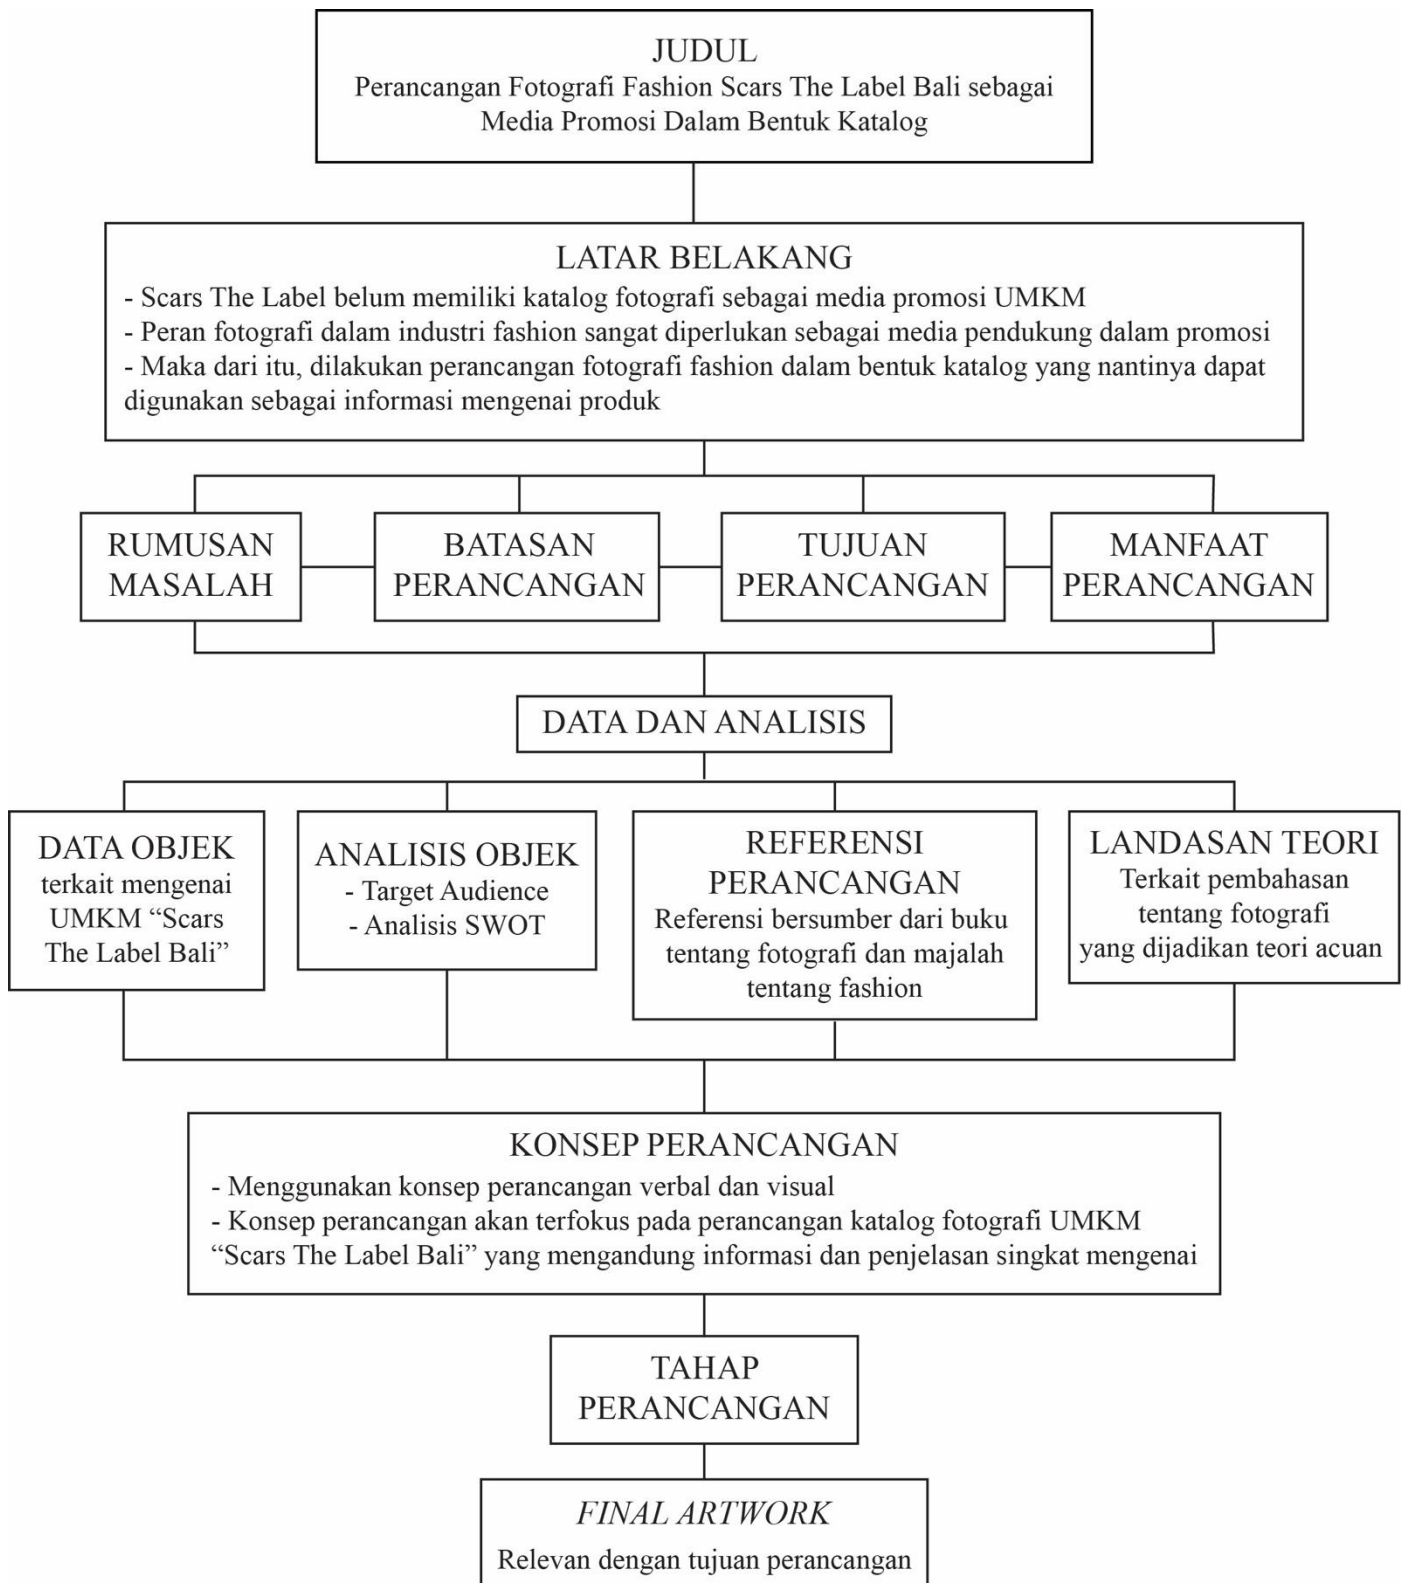 JUDUL
Perancangan Fotografi Fashion Scars The Label Bali sebagai
Media Promosi Dalam Bentuk Katalog
LATAR BELAKANG
- Scars The Label belum memiliki katalog fotografi sebagai media promosi UMKM
- Peran fotografi dalam industri fashion sangat diperlukan sebagai media pendukung dalam promosi
- Maka dari itu, dilakukan perancangan fotografi fashion dalam bentuk katalog yang nantinya dapat
digunakan sebagai informasi mengenai produk
RUMUSAN
MASALAH
BATASAN
PERANCANGAN
TUJUAN
PERANCANGAN
MANFAAT
PERANCANGAN
DATA DAN ANALISIS
DATA OBJEK
terkait mengenai
UMKM “Scars
The Label Bali”
ANALISIS OBJEK
- Target Audience
- Analisis SWOT
REFERENSI
PERANCANGAN
Referensi bersumber dari buku
tentang fotografi dan majalah
tentang fashion
LANDASAN TEORI
Terkait pembahasan
tentang fotografi
yang dijadikan teori acuan
KONSEP PERANCANGAN
- Menggunakan konsep perancangan verbal dan visual
- Konsep perancangan akan terfokus pada perancangan katalog fotografi UMKM
“Scars The Label Bali” yang mengandung informasi dan penjelasan singkat mengenai
TAHAP
PERANCANGAN
FINAL ARTWORK
Relevan dengan tujuan perancangan